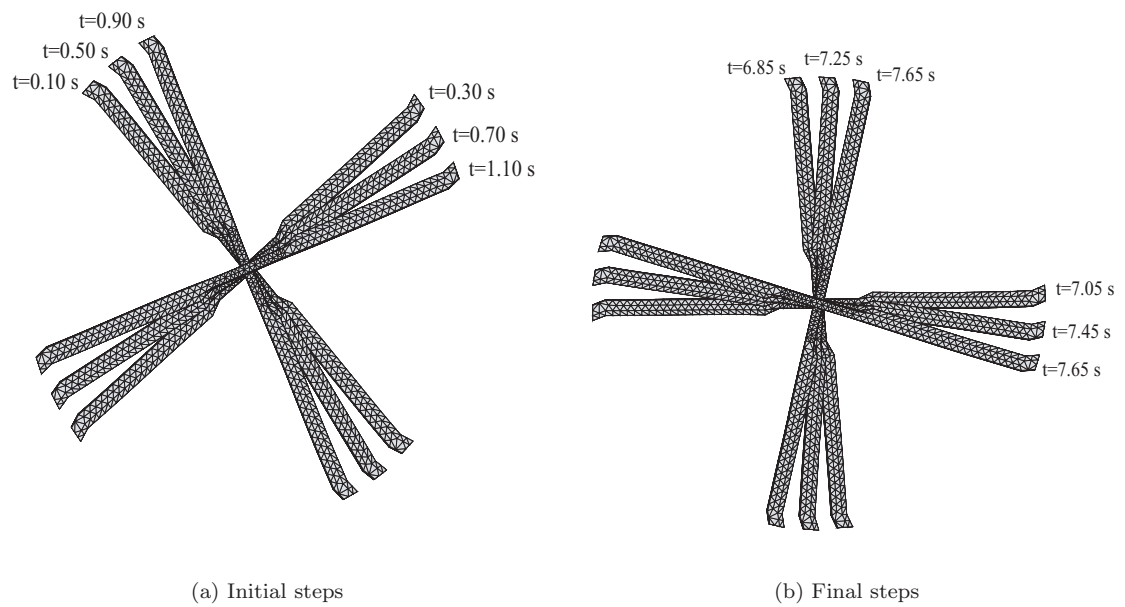 t=0.90 s
t=0.50 s
t=0.10 s
t=0.30 s
t=0.70 s
t=1.10 s
(a) Initial steps
t=6.85 s
t=7.25 s
t=7.65 s
t=7.05 s
t=7.45 s
t=7.65 s
(b) Final steps